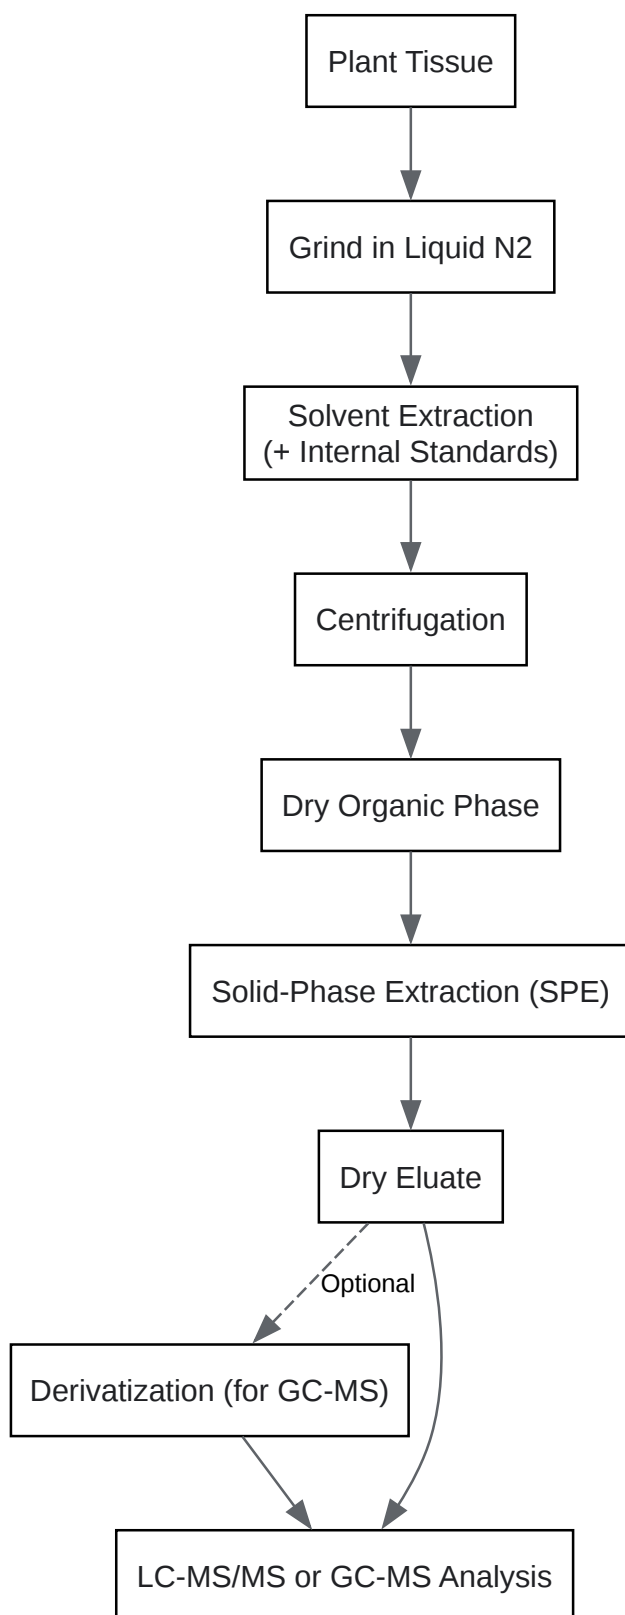 Plant Tissue
Grind in Liquid N2
Solvent Extraction
(+ Internal Standards)
Centrifugation
Dry Organic Phase
Solid-Phase Extraction (SPE)
Dry Eluate
Optional
Derivatization (for GC-MS)
LC-MS/MS or GC-MS Analysis